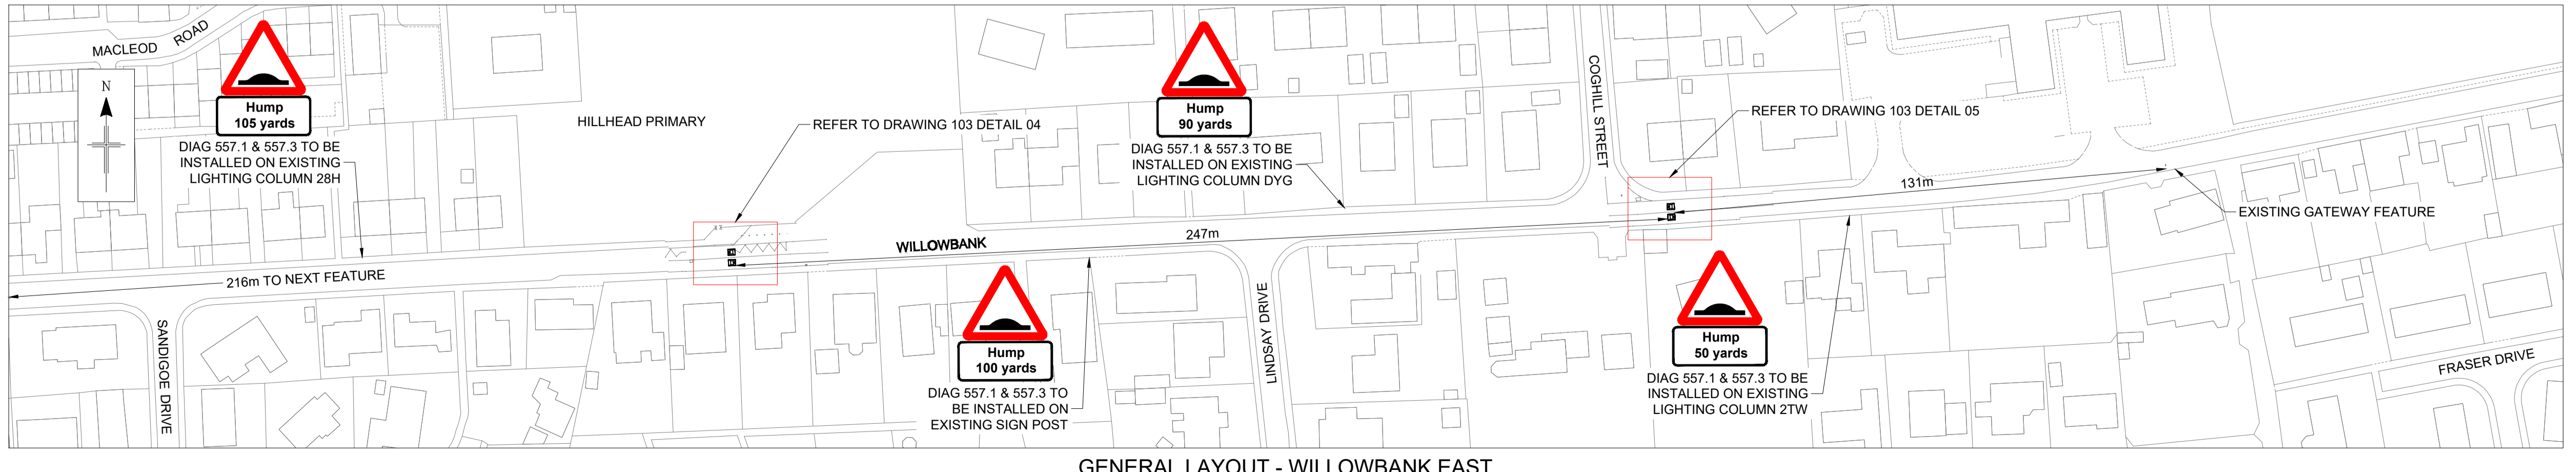 MACLEOD ROAD
N
Hump
105 yards
DIAG 557.1 & 557.3 TO BE
INSTALLED ON EXISTING
LIGHTING COLUMN 28H
HILLHEAD PRIMARY
REFER TO DRAWING 103 DETAIL 04
Hump
90 yards
DIAG 557.1 & 557.3 TO BE
INSTALLED ON EXISTING
LIGHTING COLUMN DYG
COGHILL STREET
REFER TO DRAWING 103 DETAIL 05
131m
EXISTING GATEWAY FEATURE
WILLOWBANK
247m
216m TO NEXT FEATURE
SANDIGOE DRIVE
Hump
100 yards
DIAG 557.1 & 557.3 TO
BE INSTALLED ON
EXISTING SIGN POST
LINDSAY DRIVE
Hump
50 yards
DIAG 557.1 & 557.3 TO BE
INSTALLED ON EXISTING
LIGHTING COLUMN 2TW
FRASER DRIVE
GENERAL LAYOUT - WILLOWBANK EAST